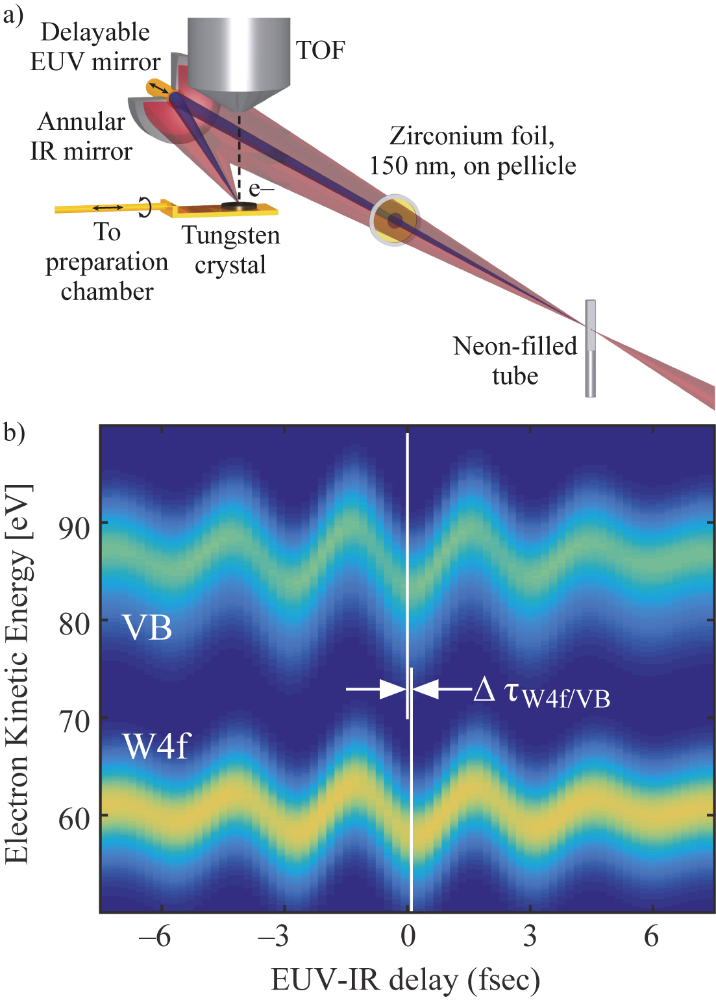 a)
Delayable
EUV mirror
TOF
Annular
IR mirror
Zirconium foil,
150 nm, on pellicle
e–
To
preparation
chamber
Tungsten
crystal
Neon-filled
tube
b)
Electron Kinetic Energy [eV]
90
80
70
60
VB
Δ τW4f/VB
W4f
–6
–3
0
3
6
EUV-IR delay (fsec)